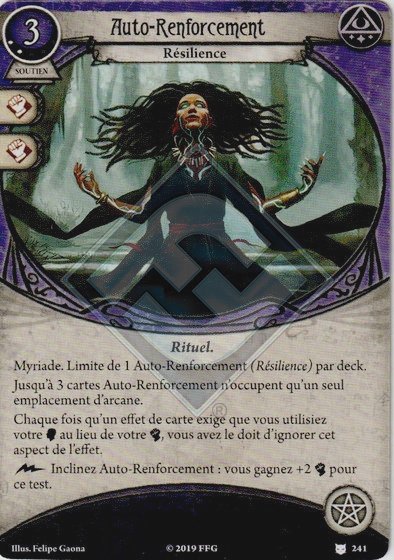 3
Auto-Renforcement
Résilience
SOUTIEN
Rituel.
Myriade. Limite de 1 Auto-Renforcement (Résilience) par deck.
Jusqu'à 3 cartes Auto-Renforcement n'occupent qu'un seul
emplacement d'arcane.
Chaque fois qu'un effet de carte exige que vous utilisiez
votre au lieu de votre , vous avez le doit d'ignorer cet
aspect de l'effet.
Inclinez Auto-Renforcement : vous gagnez +2 pour
ce test.
Illus. Felipe Gaona
© 2019 FFG
241
®